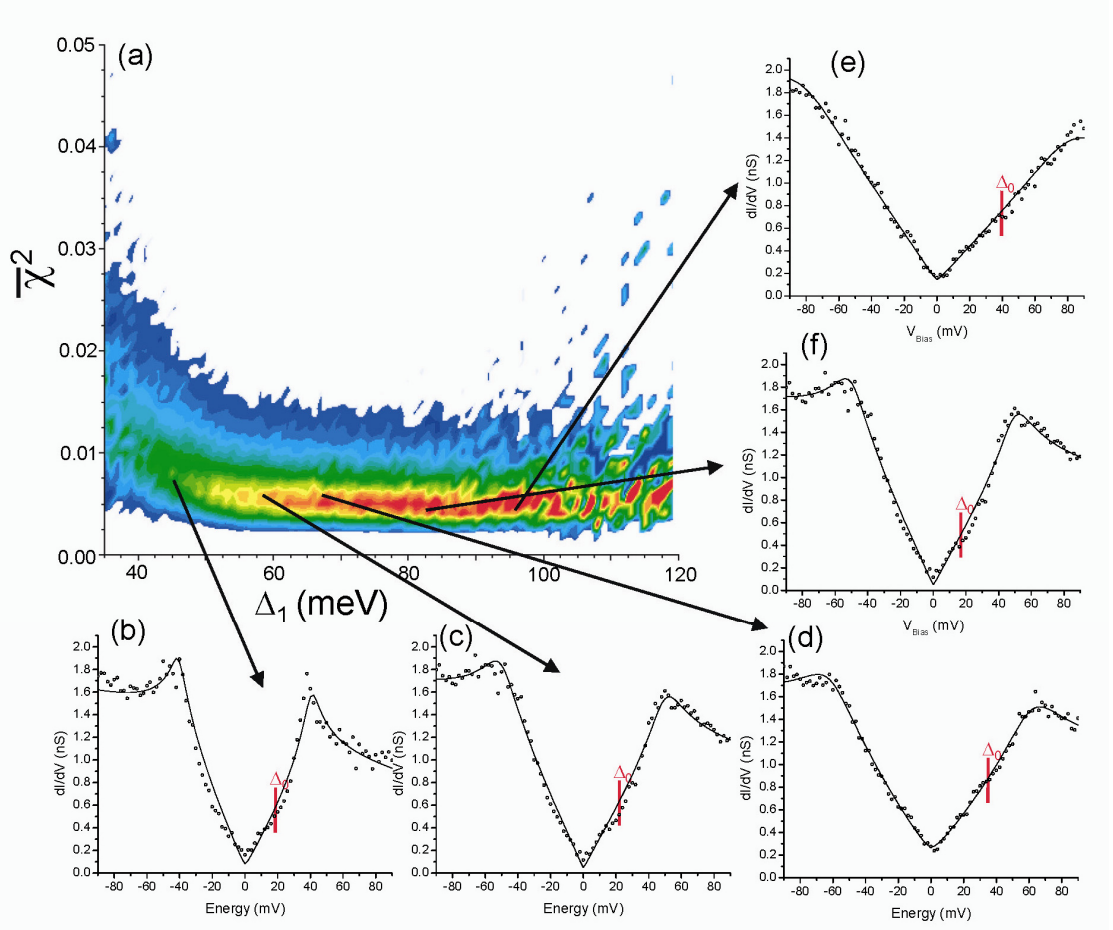 (a)
0.05
0.04
0.03
0.02
0.01
0.00
χ̅²
40 60 80 100 120
Δ₁ (meV)
(e)
2.0
1.8
1.6
1.4
1.2
1.0
0.8
0.6
0.4
0.2
0.0
dI/dV (nS)
Δ₀
-80 -60 -40 -20 0 20 40 60 80
V_Bias (mV)
(f)
2.0
1.8
1.6
1.4
1.2
1.0
0.8
0.6
0.4
0.2
0.0
dI/dV (nS)
Δ₀
-80 -60 -40 -20 0 20 40 60 80
V_Bias (mV)
(b)
2.0
1.8
1.6
1.4
1.2
1.0
0.8
0.6
0.4
0.2
0.0
dI/dV (nS)
Δ₀
-80 -60 -40 -20 0 20 40 60 80
Energy (mV)
(c)
2.0
1.8
1.6
1.4
1.2
1.0
0.8
0.6
0.4
0.2
0.0
dI/dV (nS)
Δ₀
-80 -60 -40 -20 0 20 40 60 80
Energy (mV)
(d)
2.0
1.8
1.6
1.4
1.2
1.0
0.8
0.6
0.4
0.2
0.0
dI/dV (nS)
Δ₀
-80 -60 -40 -20 0 20 40 60 80
Energy (mV)